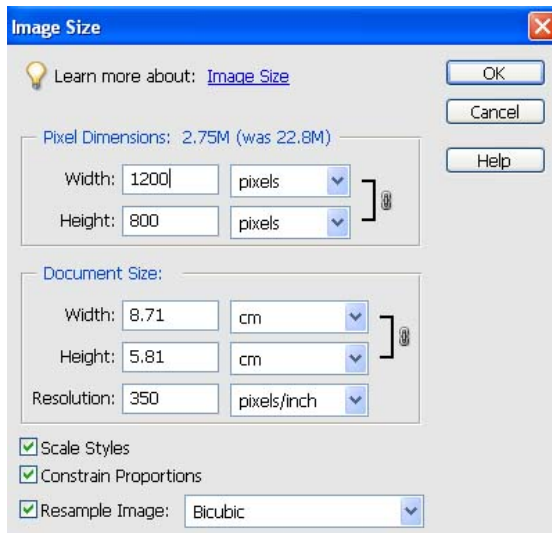 Image Size
Learn more about: Image Size
OK
Cancel
Help
Pixel Dimensions: 2.75M (was 22.8M)
Width: 1200 pixels
Height: 800 pixels
Document Size:
Width: 8.71 cm
Height: 5.81 cm
Resolution: 350 pixels/inch
Scale Styles
Constrain Proportions
Resample Image: Bicubic